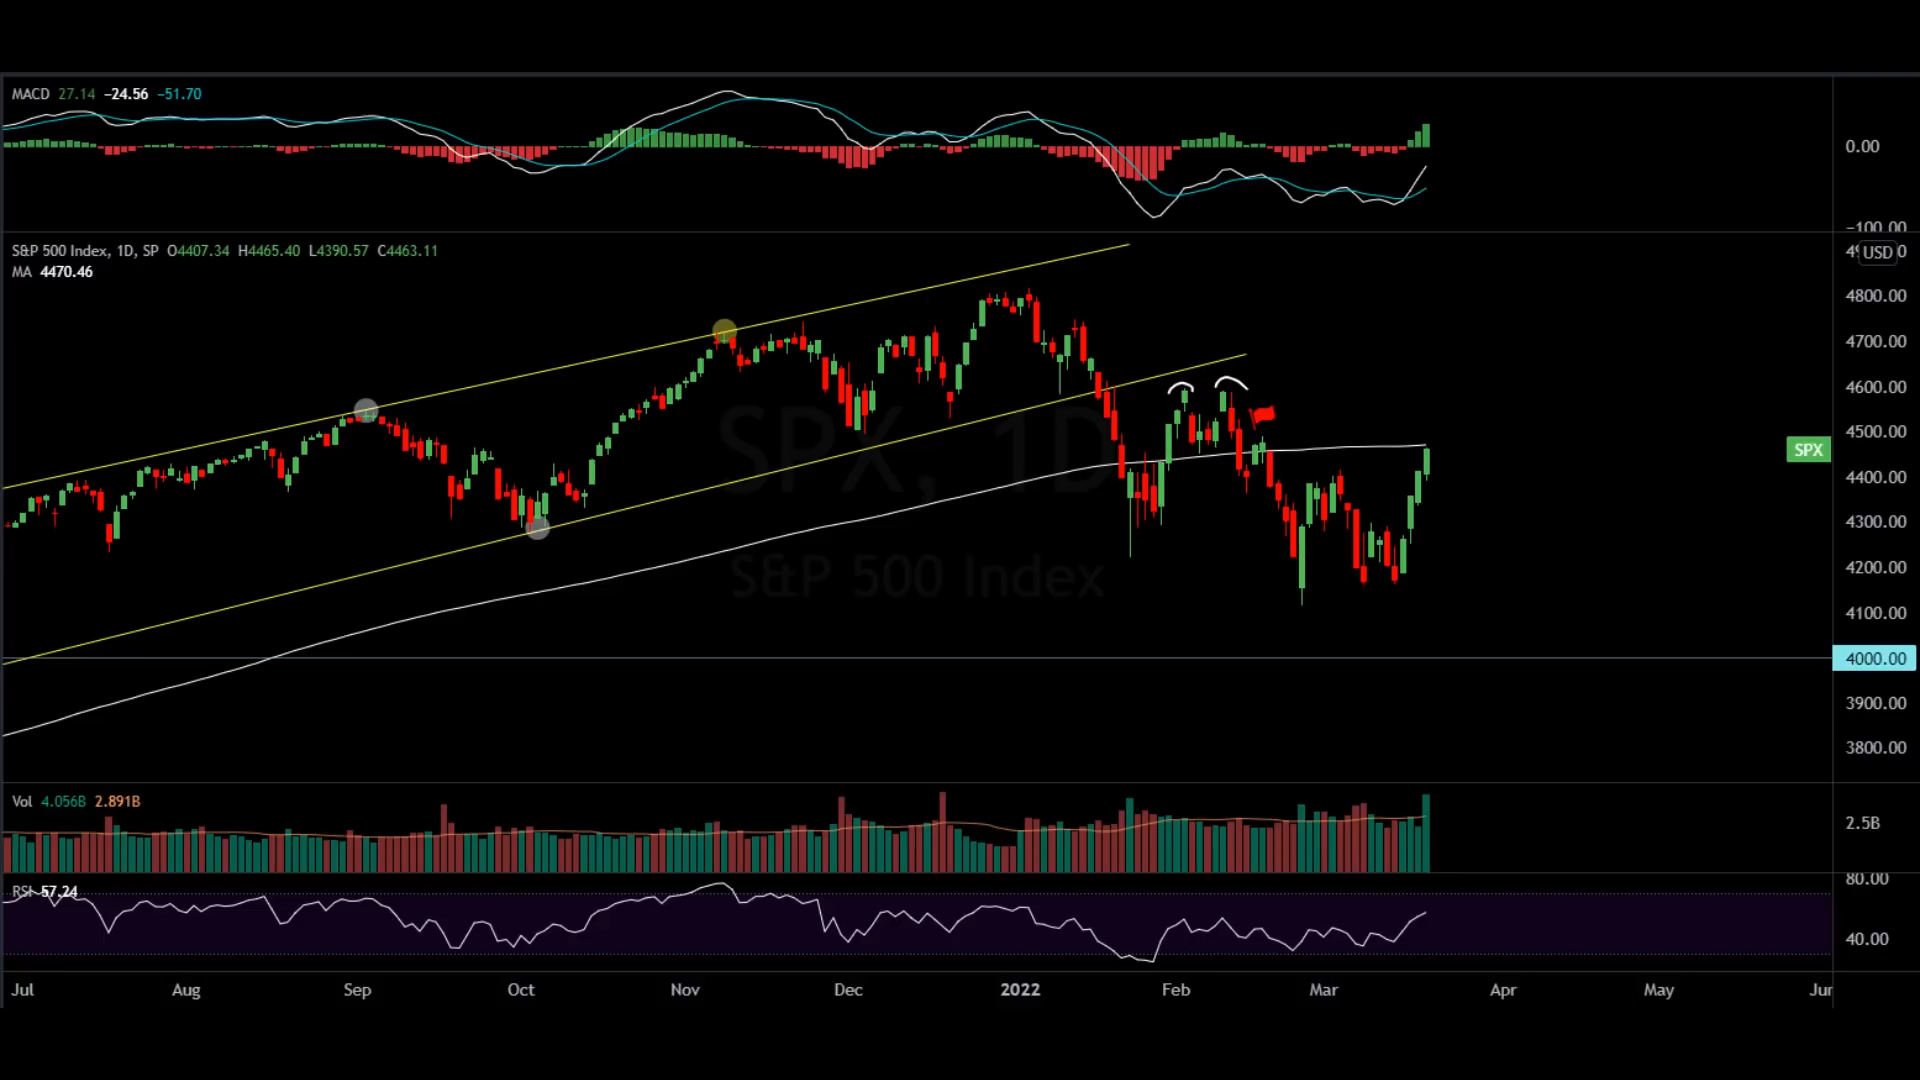 MACD 27.14 −24.56 −51.70
0.00
−100.00
S&P 500 Index, 1D, SP O4407.34 H4465.40 L4390.57 C4463.11
USD
MA 4470.46
4800.00
4700.00
4600.00
4500.00
SPX
4400.00
4300.00
4200.00
4100.00
4000.00
3900.00
3800.00
SPX, 1D
S&P 500 Index
Vol 4.056B 2.891B
2.5B
RSI 57.24
80.00
40.00
Jul Aug Sep Oct Nov Dec 2022 Feb Mar Apr May Jun